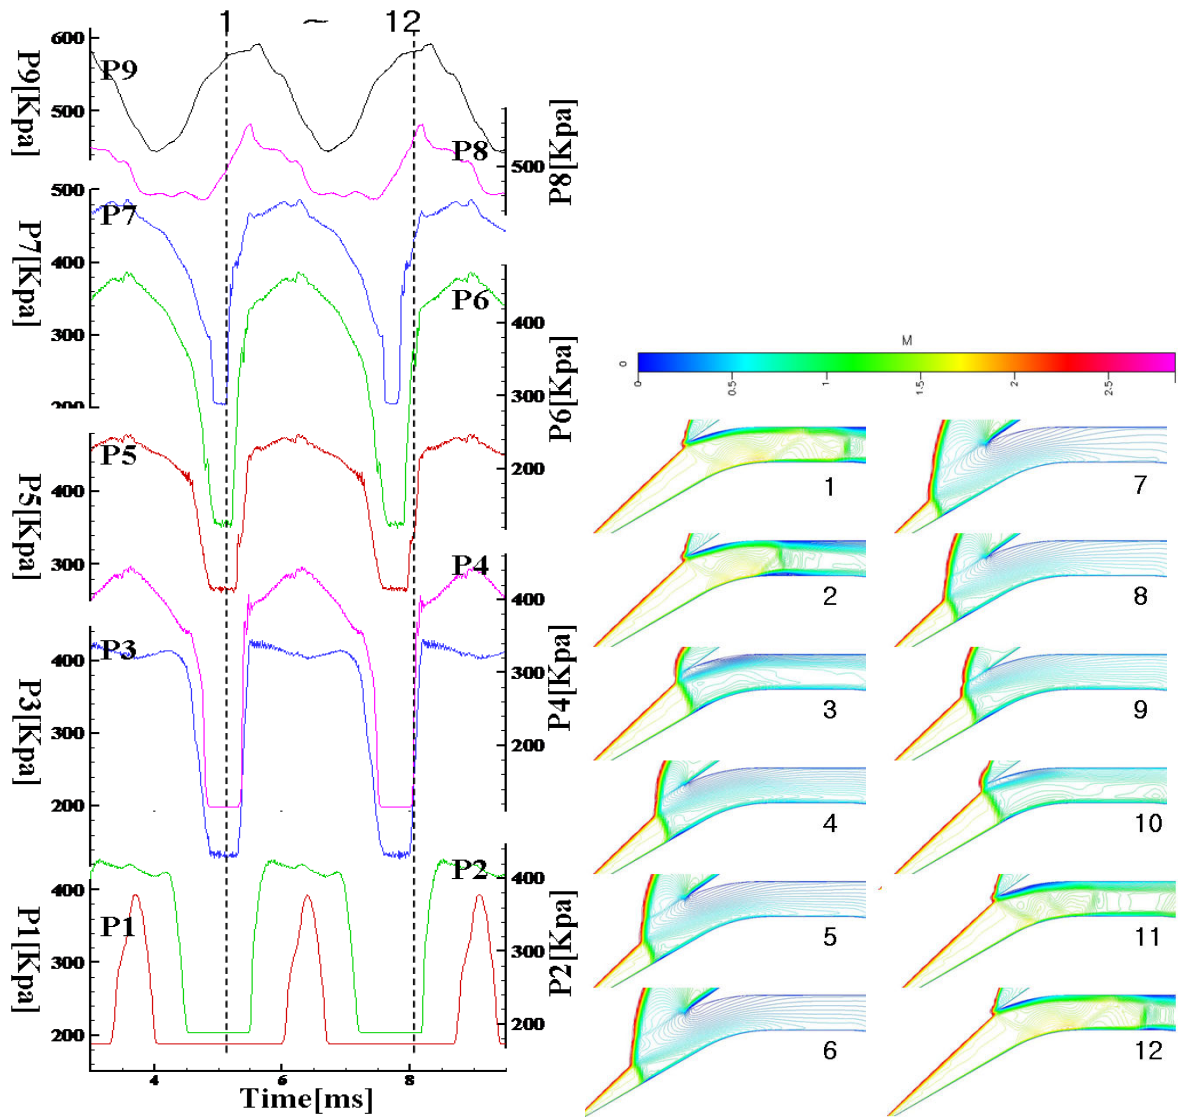 1 ~ 12
P9[Kpa]
600
500
P9
P8[Kpa]
500
P8
P7[Kpa]
500
400
300
200
P7
P6[Kpa]
400
300
200
P6
P5[Kpa]
400
300
P5
P4[Kpa]
400
300
200
P4
P3[Kpa]
400
300
200
P3
P2[Kpa]
400
300
200
P2
P1[Kpa]
400
300
200
P1
4 6 8
Time[ms]
M
0
0 0.5 1 1.5 2 2.5
1
2
3
4
5
6
7
8
9
10
11
12